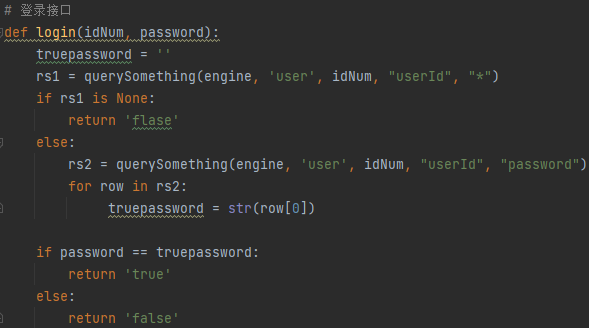 # 登录接口
def login(idNum, password):
    truepassword = ''
    rs1 = querySomething(engine, 'user', idNum, "userId", "*")
    if rs1 is None:
        return 'flase'
    else:
        rs2 = querySomething(engine, 'user', idNum, "userId", "password")
        for row in rs2:
            truepassword = str(row[0])
    if password == truepassword:
        return 'true'
    else:
        return 'false'